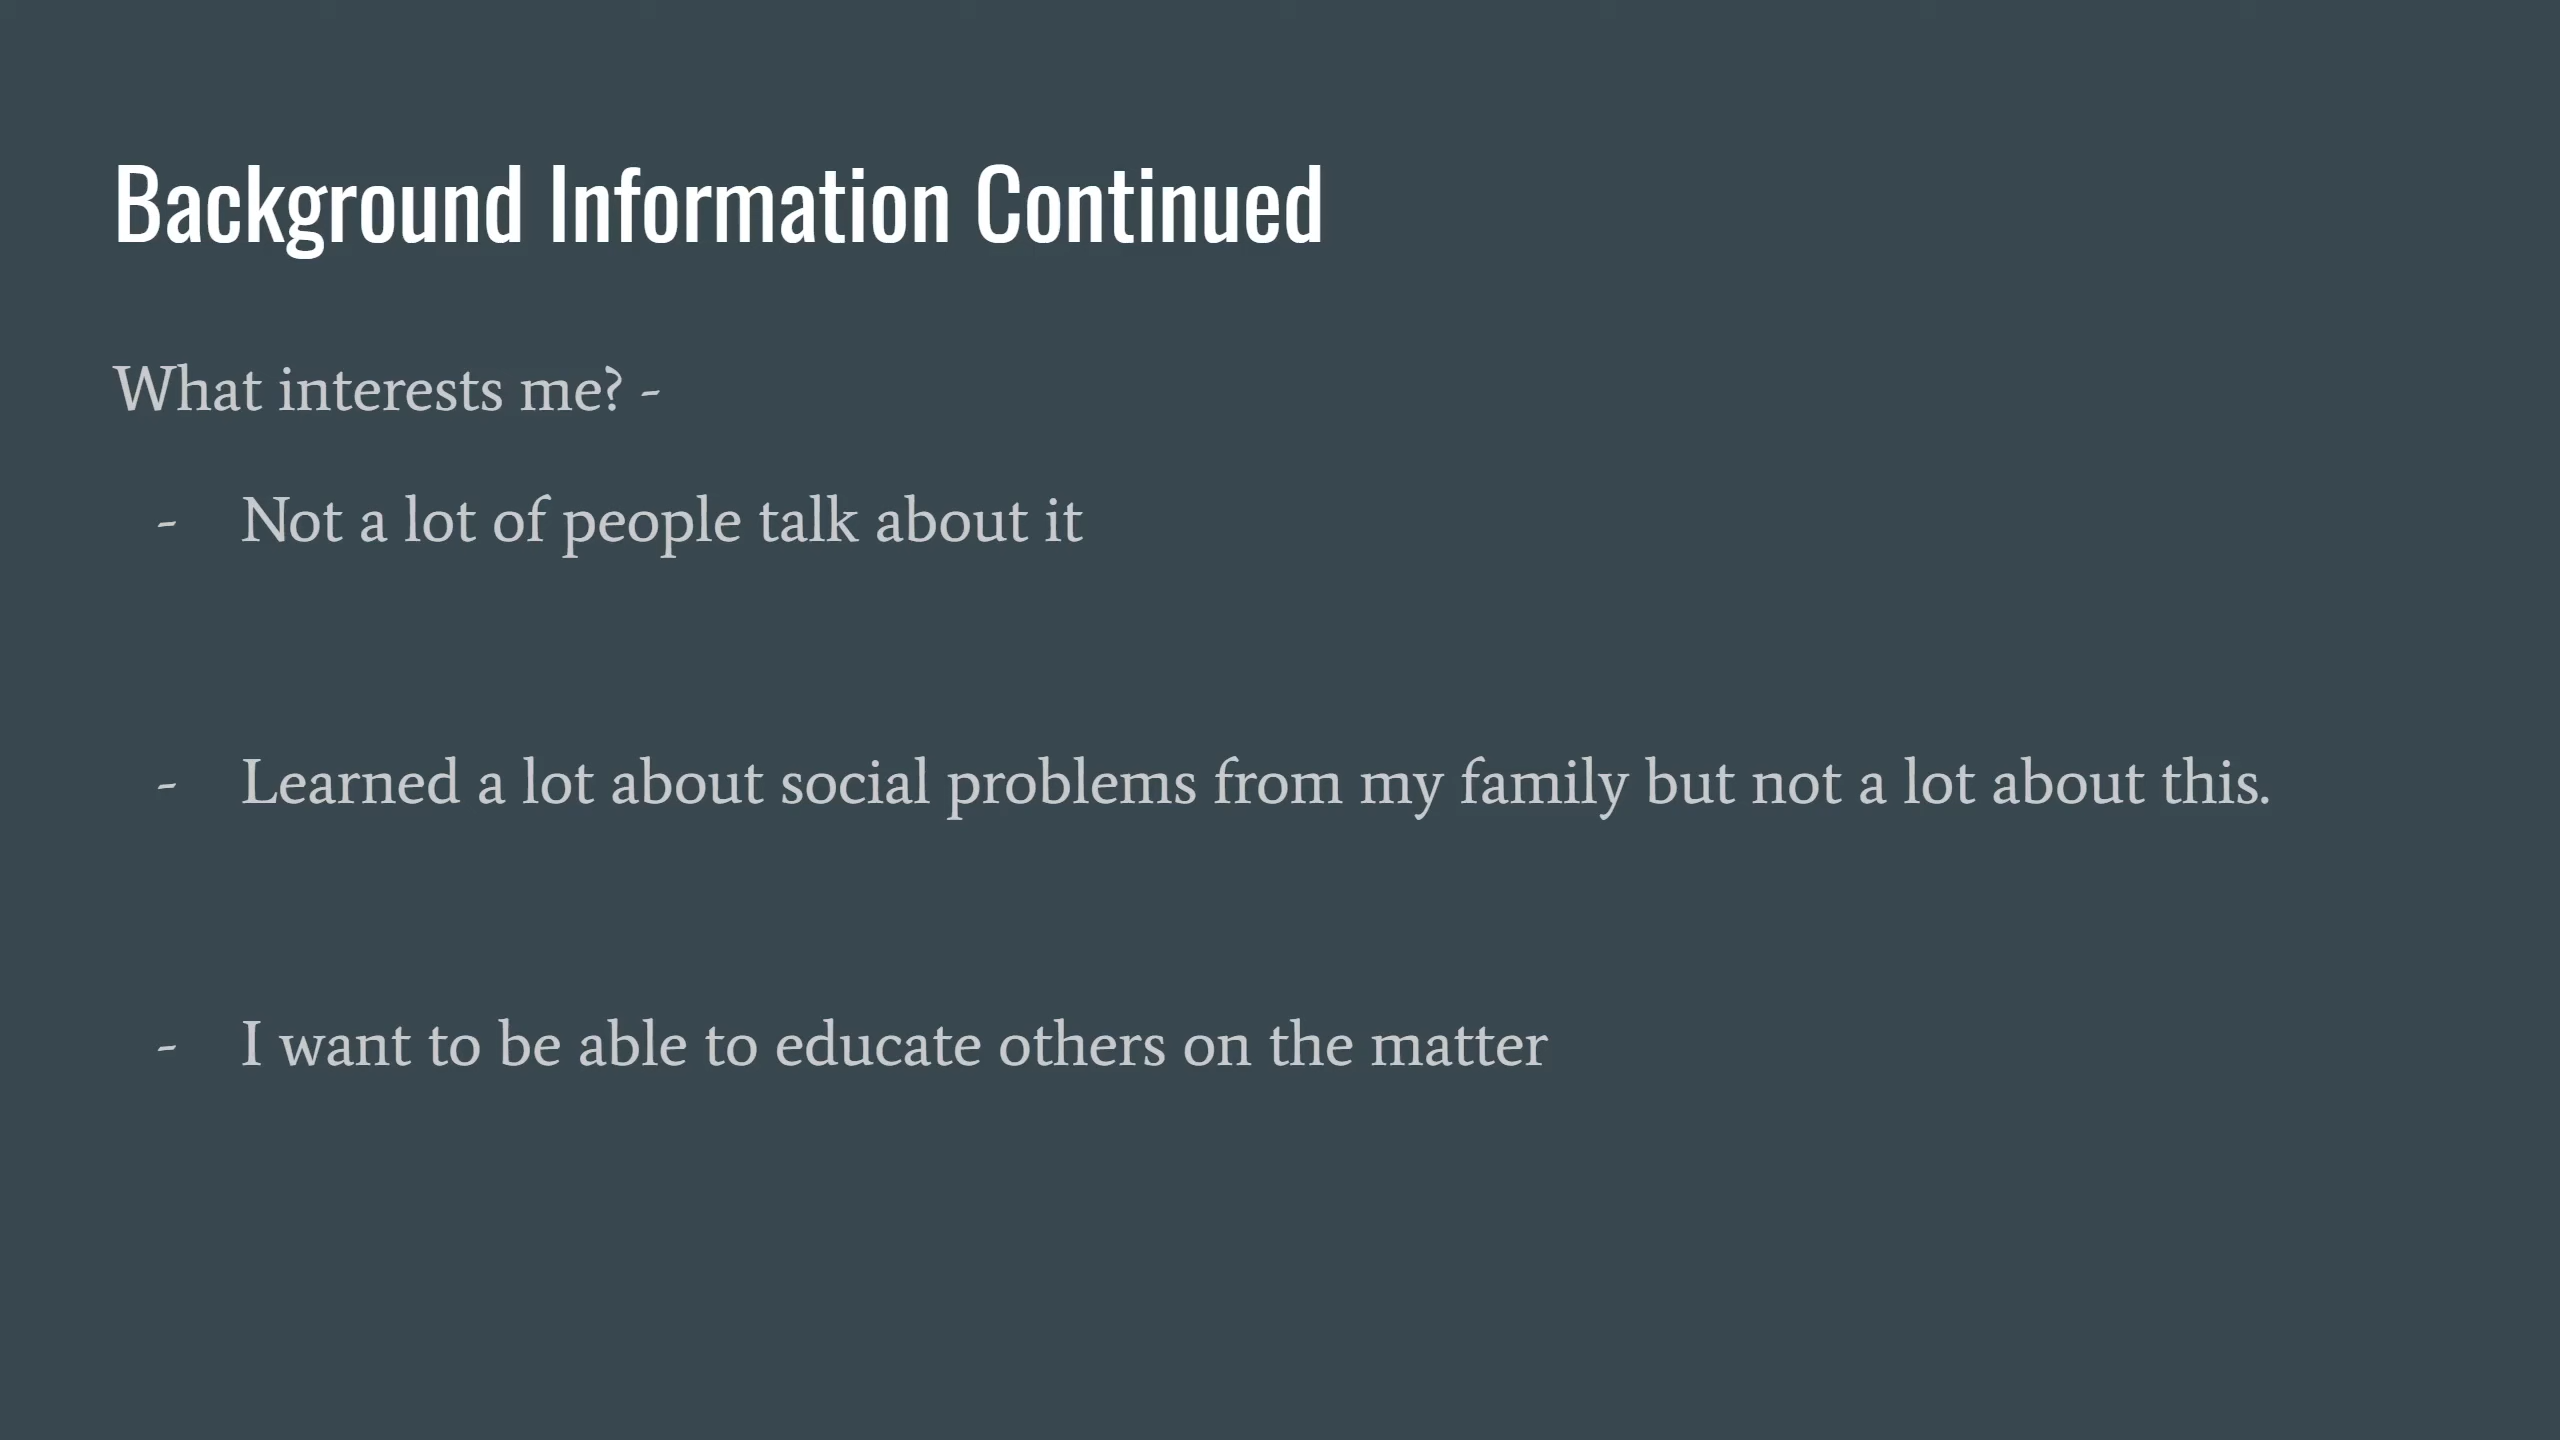 Background Information Continued
What interests me? -
- Not a lot of people talk about it
- Learned a lot about social problems from my family but not a lot about this.
- I want to be able to educate others on the matter